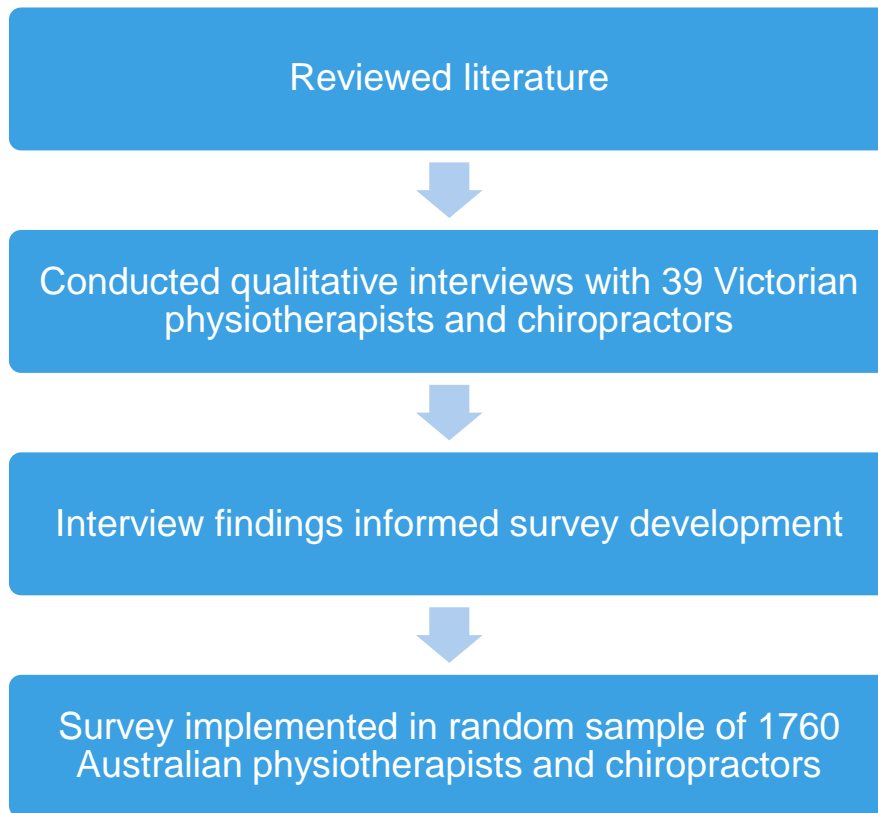 Reviewed literature
Conducted qualitative interviews with 39 Victorian
physiotherapists and chiropractors
Interview findings informed survey development
Survey implemented in random sample of 1760
Australian physiotherapists and chiropractors